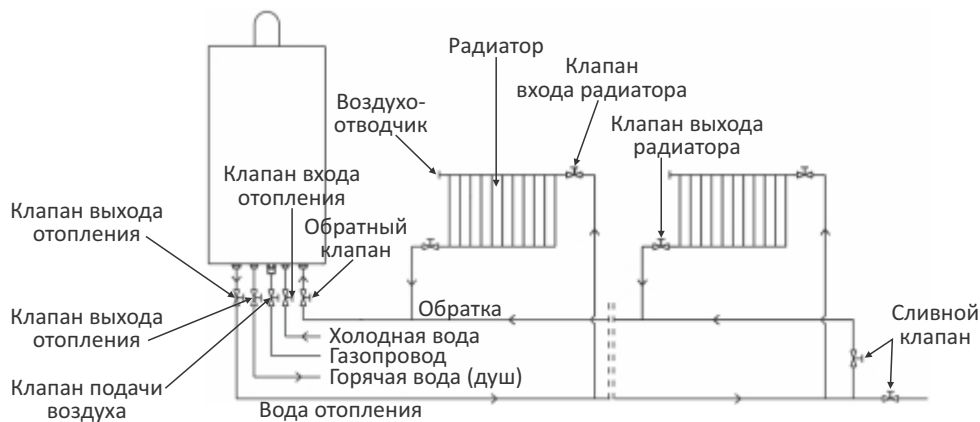 Радиатор
Клапан
входа радиатора
Воздухо-
отводчик
Клапан выхода
радиатора
Клапан входа
отопления
Клапан выхода
отопления
Обратный
клапан
Обратка
Клапан выхода
отопления
Холодная вода
Газопровод
Горячая вода (душ)
Сливной
клапан
Клапан подачи
воздуха
Вода отопления